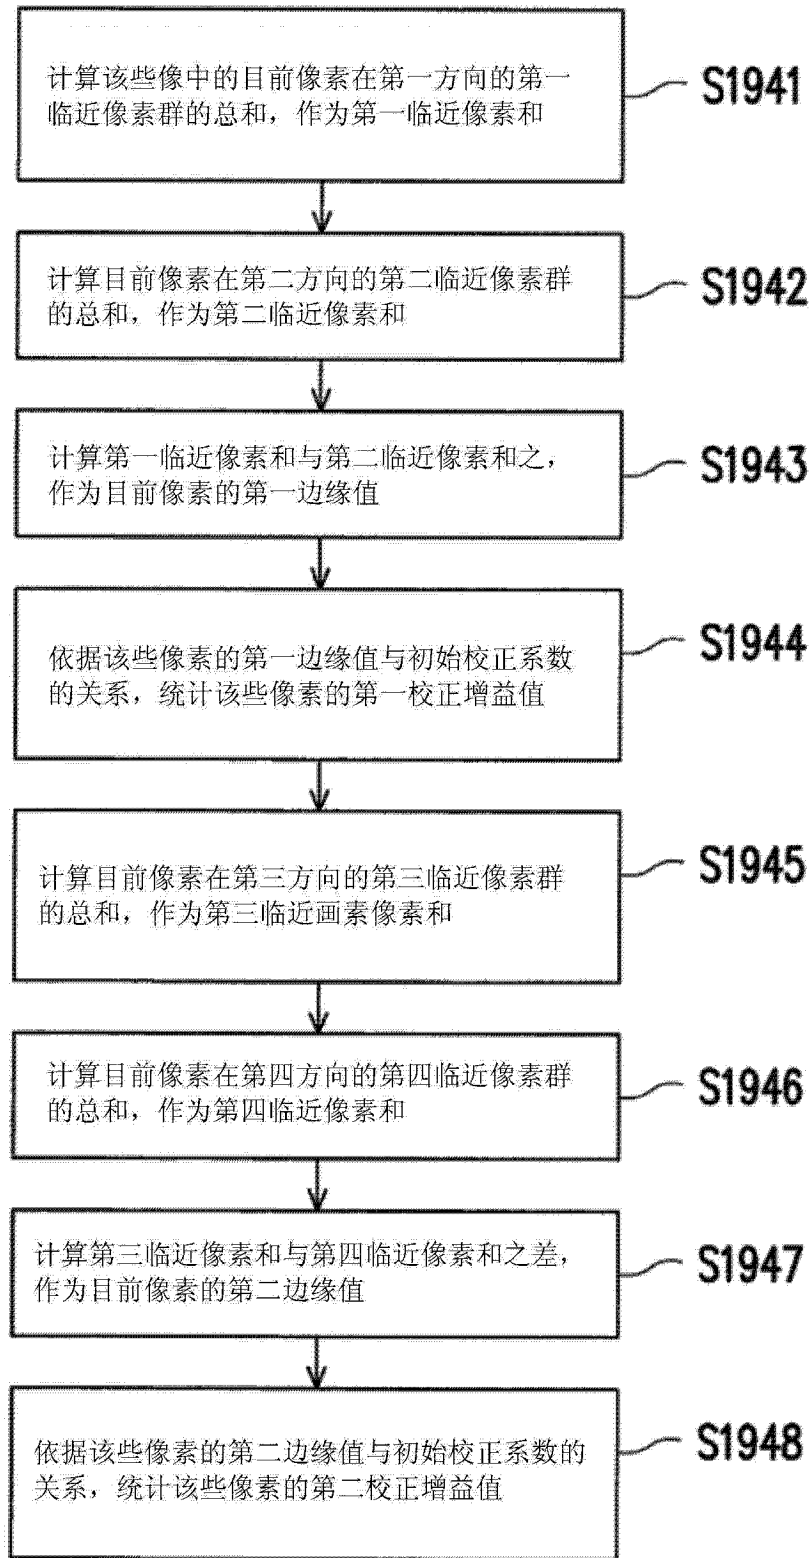 计算该些像中的目前像素在第一方向的第一
临近像素群的总和，作为第一临近像素和
S1941
计算目前像素在第二方向的第二临近像素群
的总和，作为第二临近像素和
S1942
计算第一临近像素和与第二临近像素和之，
作为目前像素的第一边缘值
S1943
依据该些像素的第一边缘值与初始校正系数
的关系，统计该些像素的第一校正增益值
S1944
计算目前像素在第三方向的第三临近像素群
的总和，作为第三临近画素像素和
S1945
计算目前像素在第四方向的第四临近像素群
的总和，作为第四临近像素和
S1946
计算第三临近像素和与第四临近像素和之差，
作为目前像素的第二边缘值
S1947
依据该些像素的第二边缘值与初始校正系数的
关系，统计该些像素的第二校正增益值
S1948